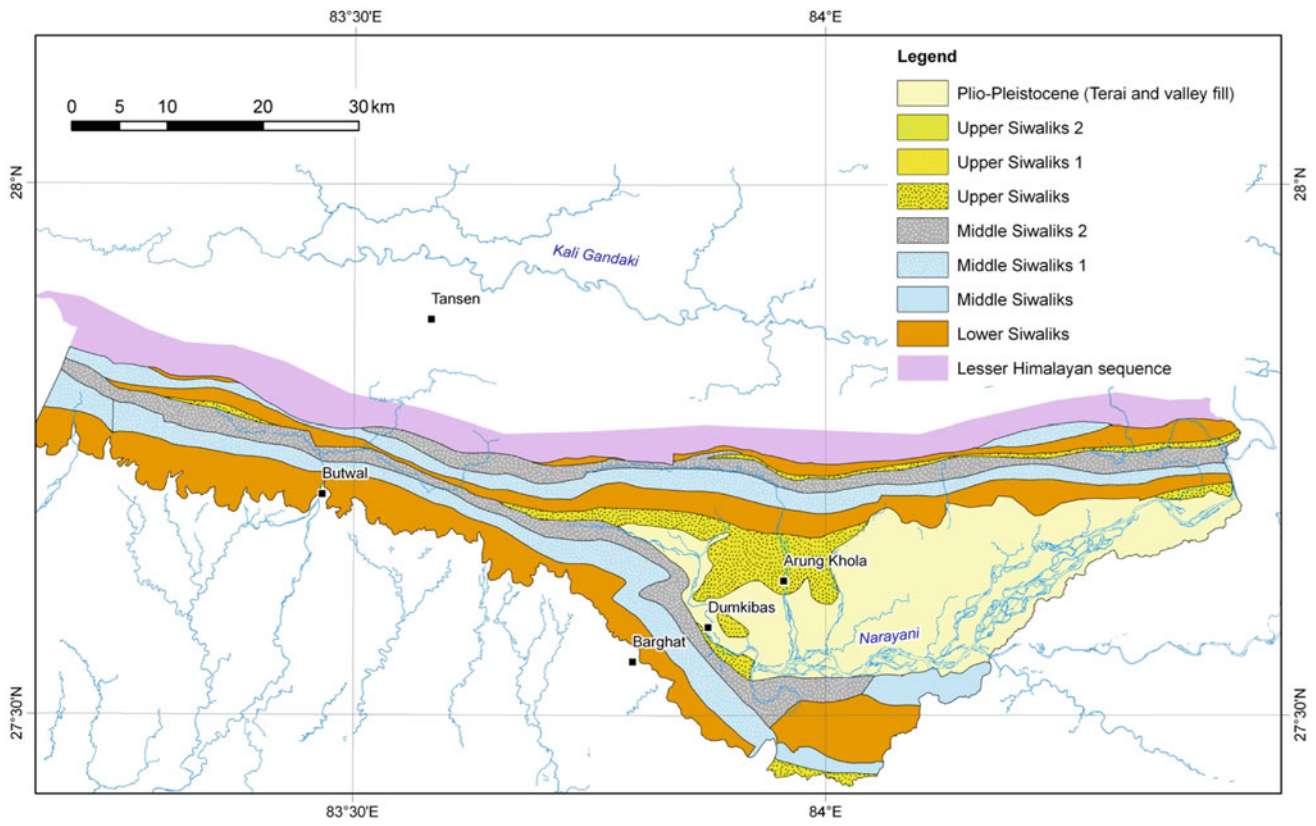 83°30'E
84°E
Legend
0 5 10 20 30 km
Plio-Pleistocene (Terai and valley fill)
Upper Siwaliks 2
Upper Siwaliks 1
Upper Siwaliks
Middle Siwaliks 2
Middle Siwaliks 1
Middle Siwaliks
Lower Siwaliks
Lesser Himalayan sequence
28°N
28°N
Kali Gandaki
Tansen
Butwal
Arung Khola
Dumkibas
Narayani
Barghat
27°30'N
27°30'N
83°30'E
84°E